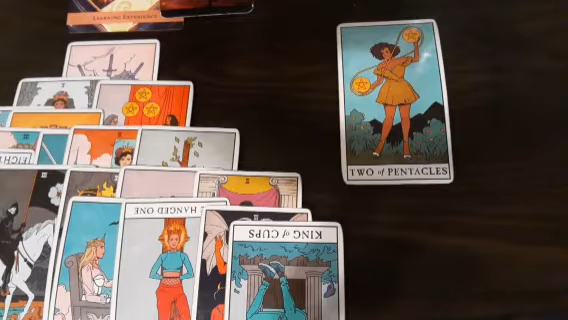 LEARNING EXPERIENCE
TWO of PENTACLES
HANGED ONE
KING of CUPS